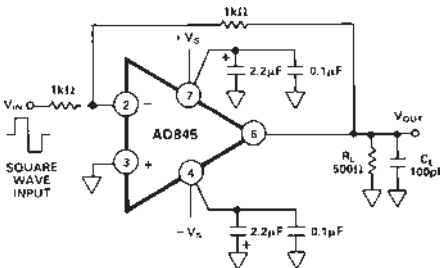 1kΩ
+VS
2.2µF
0.1µF
1kΩ
VIN
7
2
−
AD845
6
VOUT
3
+
SQUARE
WAVE
INPUT
4
RL
500Ω
CL
100pF
−VS
+
2.2µF
0.1µF
+